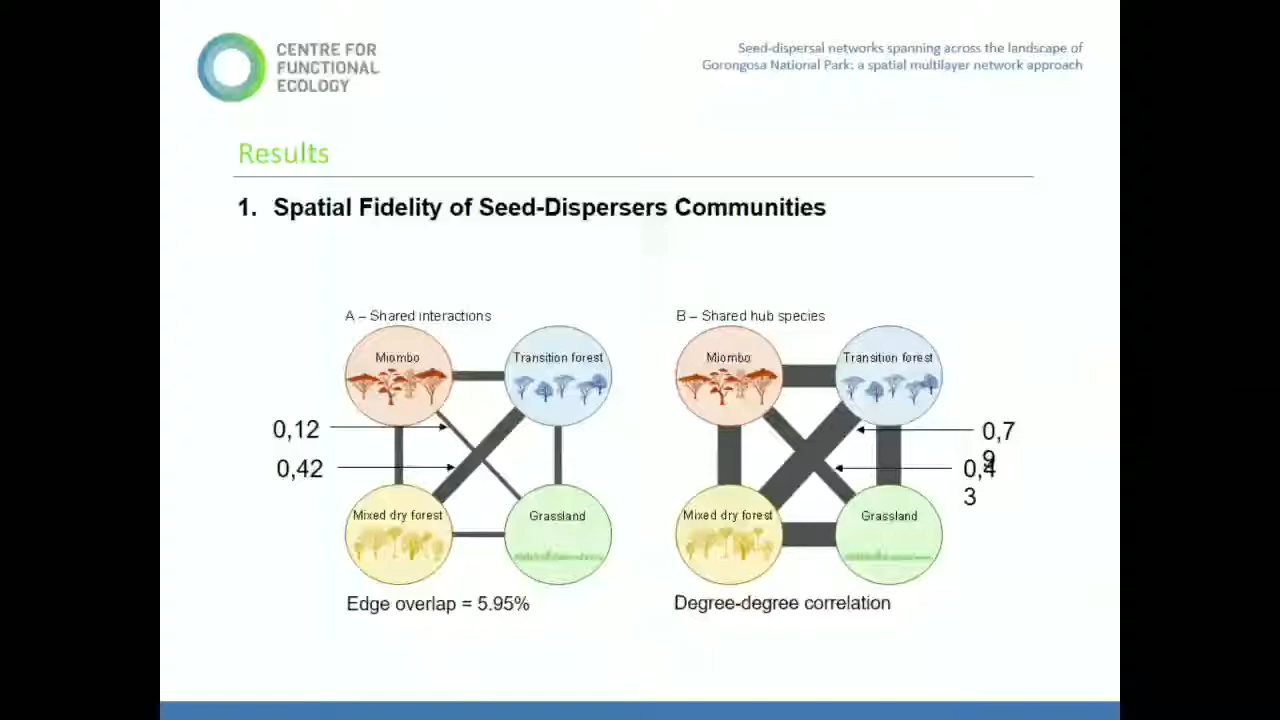 CENTRE FOR
FUNCTIONAL
ECOLOGY
Seed-dispersal networks spanning across the landscape of
Gorongosa National Park: a spatial multilayer network approach
Results
1. Spatial Fidelity of Seed-Dispersers Communities
A – Shared interactions
Miombo
Transition forest
0,12
0,42
Mixed dry forest
Grassland
Edge overlap = 5.95%
B – Shared hub species
Miombo
Transition forest
0,7
9
0,4
3
Mixed dry forest
Grassland
Degree-degree correlation